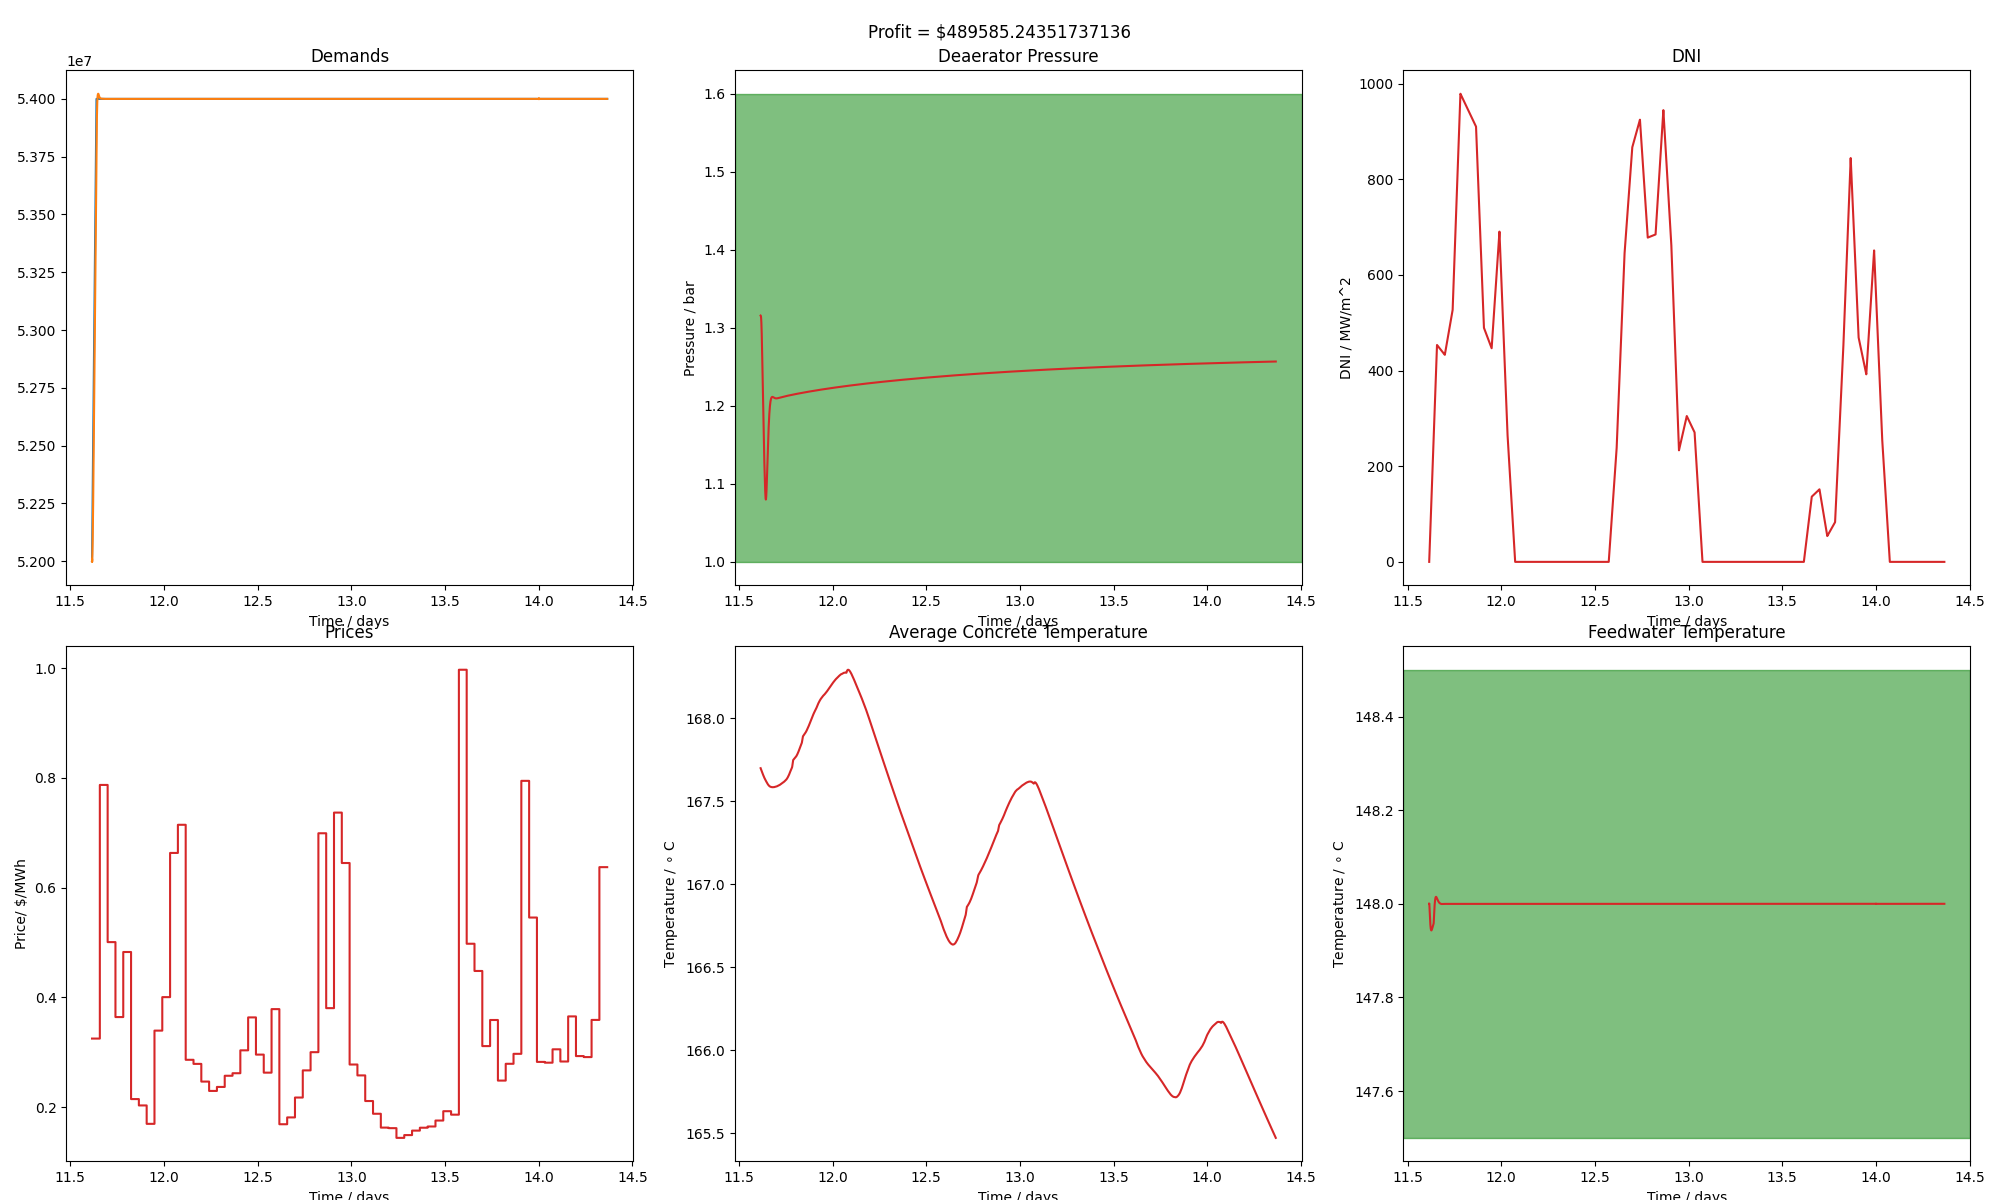 Profit = $489585.24351737136
Demands
1e7
5.400
5.375
5.350
5.325
5.300
5.275
5.250
5.225
5.200
11.5 12.0 12.5 13.0 13.5 14.0 14.5
Time / days
Deaerator Pressure
Pressure / bar
1.6
1.5
1.4
1.3
1.2
1.1
1.0
11.5 12.0 12.5 13.0 13.5 14.0 14.5
Time / days
DNI
DNI / MW/m^2
1000
800
600
400
200
0
11.5 12.0 12.5 13.0 13.5 14.0 14.5
Time / days
Prices
Price/ $/MWh
1.0
0.8
0.6
0.4
0.2
11.5 12.0 12.5 13.0 13.5 14.0 14.5
Time / days
Average Concrete Temperature
Temperature / ∘ C
168.0
167.5
167.0
166.5
166.0
165.5
11.5 12.0 12.5 13.0 13.5 14.0 14.5
Time / days
Feedwater Temperature
Temperature / ∘ C
148.4
148.2
148.0
147.8
147.6
11.5 12.0 12.5 13.0 13.5 14.0 14.5
Time / days